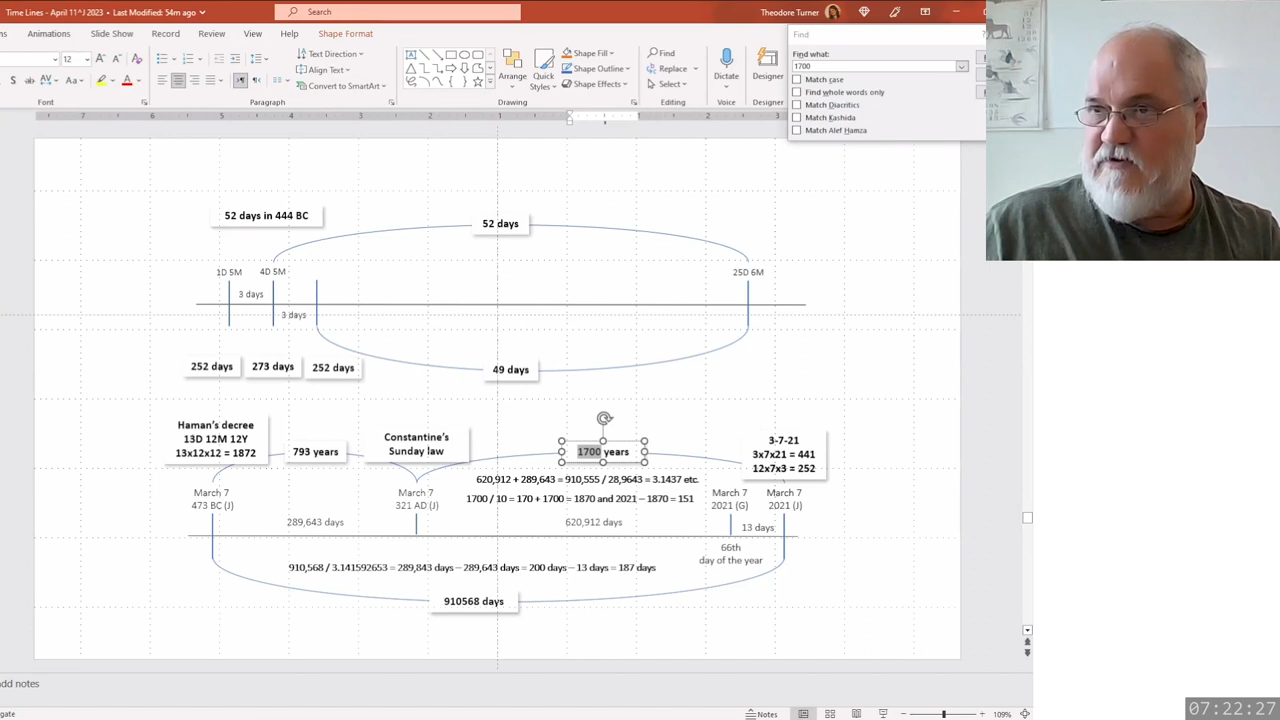 Time Lines - April 11^J 2023 • Last Modified: 54m ago
Search
Theodore Turner
Animations
Slide Show
Record
Review
View
Help
Shape Format
12
Aa
Text Direction
Align Text
Convert to SmartArt
Arrange
Quick
Styles
Shape Fill
Shape Outline
Shape Effects
Find
Replace
Select
Dictate
Designer
Font
Paragraph
Drawing
Editing
Voice
Designer
Find
Find what:
1700
Match case
Find whole words only
Match Diacritics
Match Kashida
Match Alef Hamza
52 days in 444 BC
52 days
1D 5M
4D 5M
25D 6M
3 days
3 days
252 days
273 days
252 days
49 days
Haman's decree
13D 12M 12Y
13x12x12 = 1872
793 years
Constantine's
Sunday law
1700 years
3-7-21
3x7x21 = 441
12x7x3 = 252
620,912 + 289,643 = 910,555 / 28,9643 = 3.1437 etc.
1700 / 10 = 170 + 1700 = 1870 and 2021 – 1870 = 151
March 7
473 BC (J)
March 7
321 AD (J)
March 7
2021 (G)
March 7
2021 (J)
289,643 days
620,912 days
13 days
66th
day of the year
910,568 / 3.141592653 = 289,843 days – 289,643 days = 200 days – 13 days = 187 days
910568 days
add notes
Notes
109%
07:22:27